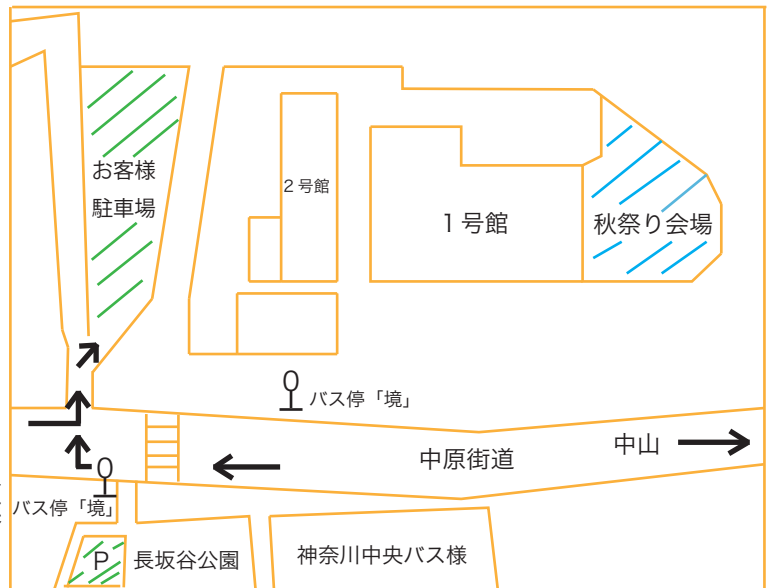 お客様
駐車場
２号館
１号館
秋祭り会場
バス停「境」
中原街道
中山
バス停「境」
P
長坂谷公園
神奈川中央バス様